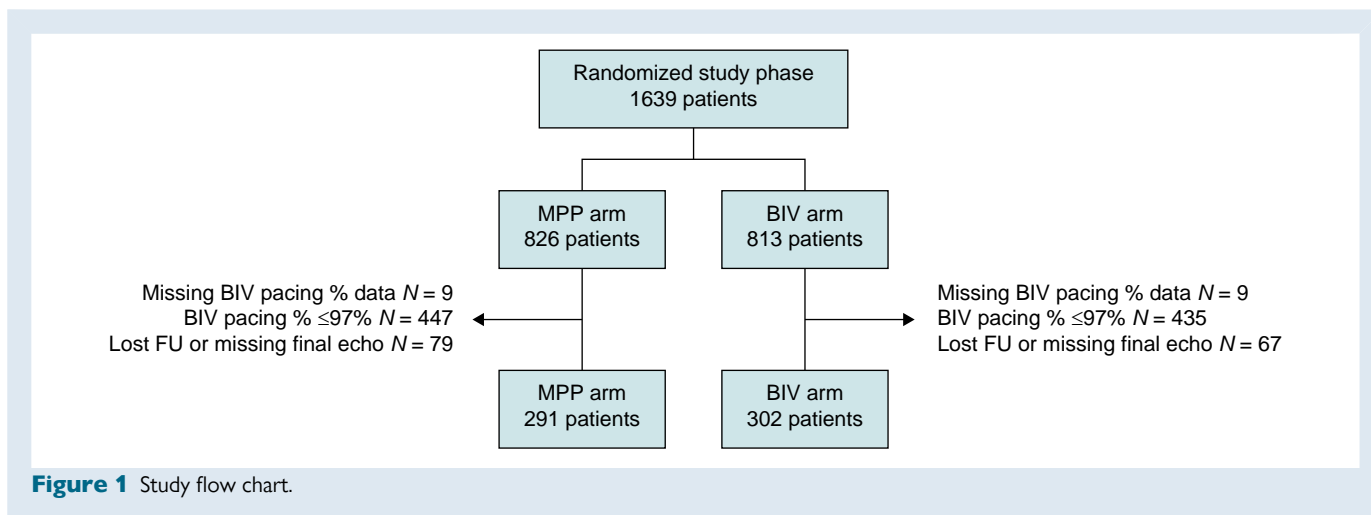 Randomized study phase
1639 patients
MPP arm
826 patients
BIV arm
813 patients
Missing BIV pacing % data N = 9
BIV pacing % ≤97% N = 447
Lost FU or missing final echo N = 79
Missing BIV pacing % data N = 9
BIV pacing % ≤97% N = 435
Lost FU or missing final echo N = 67
MPP arm
291 patients
BIV arm
302 patients
Figure 1 Study flow chart.